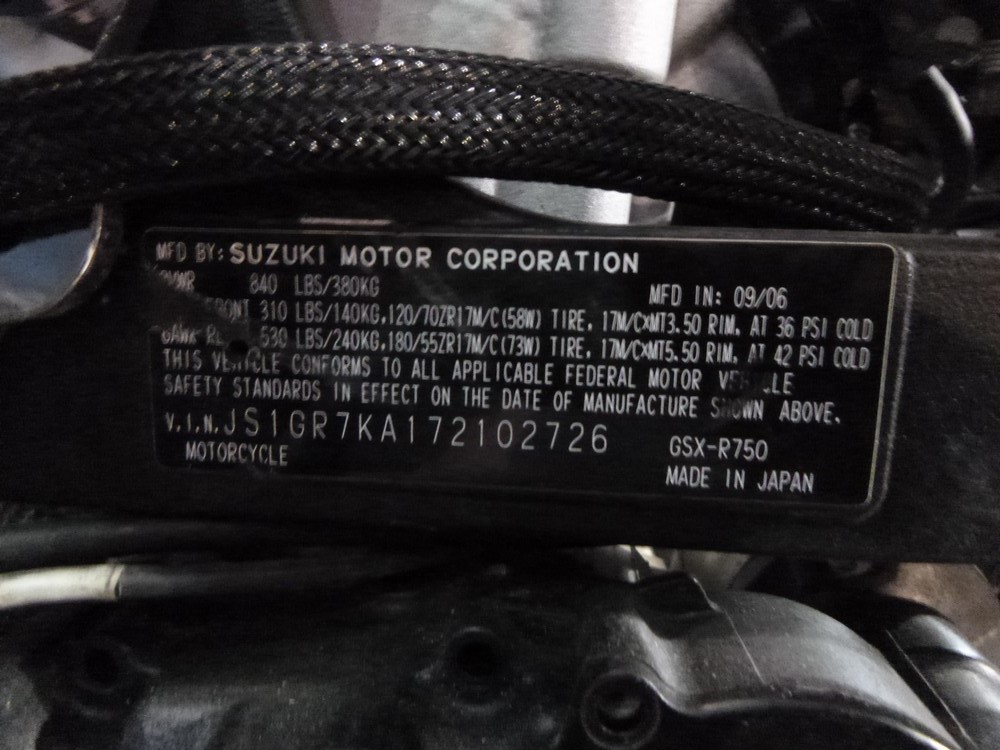 MFD BY: SUZUKI MOTOR CORPORATION
840 LBS/380KG MFD IN: 09/06
310 LBS/140KG, 120/70ZR17M/C(58W) TIRE, 17M/CXMT3.50 RIM, AT 36 PSI COLD
530 LBS/240KG, 180/55ZR17M/C(73W) TIRE, 17M/CXMT5.50 RIM, AT 42 PSI COLD
THIS CONFORMS TO ALL APPLICABLE FEDERAL MOTOR
SAFETY STANDARDS IN EFFECT ON THE DATE OF MANUFACTURE ABOVE.
V.I.N. JS1GR7KA172102726 GSX-R750
MOTORCYCLE MADE IN JAPAN